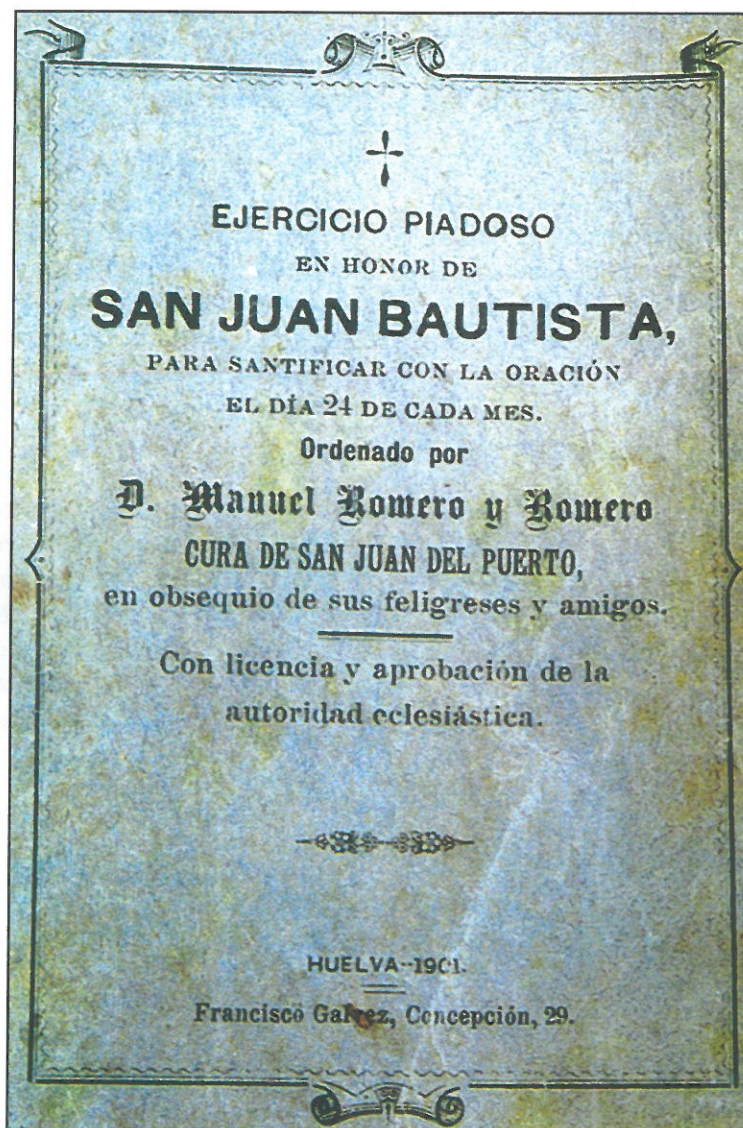 EJERCICIO PIADOSO
EN HONOR DE
SAN JUAN BAUTISTA,
PARA SANTIFICAR CON LA ORACIÓN
EL DÍA 24 DE CADA MES.
Ordenado por
D. Manuel Romero y Romero
CURA DE SAN JUAN DEL PUERTO,
en obsequio de sus feligreses y amigos.
Con licencia y aprobación de la
autoridad eclesiástica.
HUELVA--1901.
Francisco Galvez, Concepción, 29.